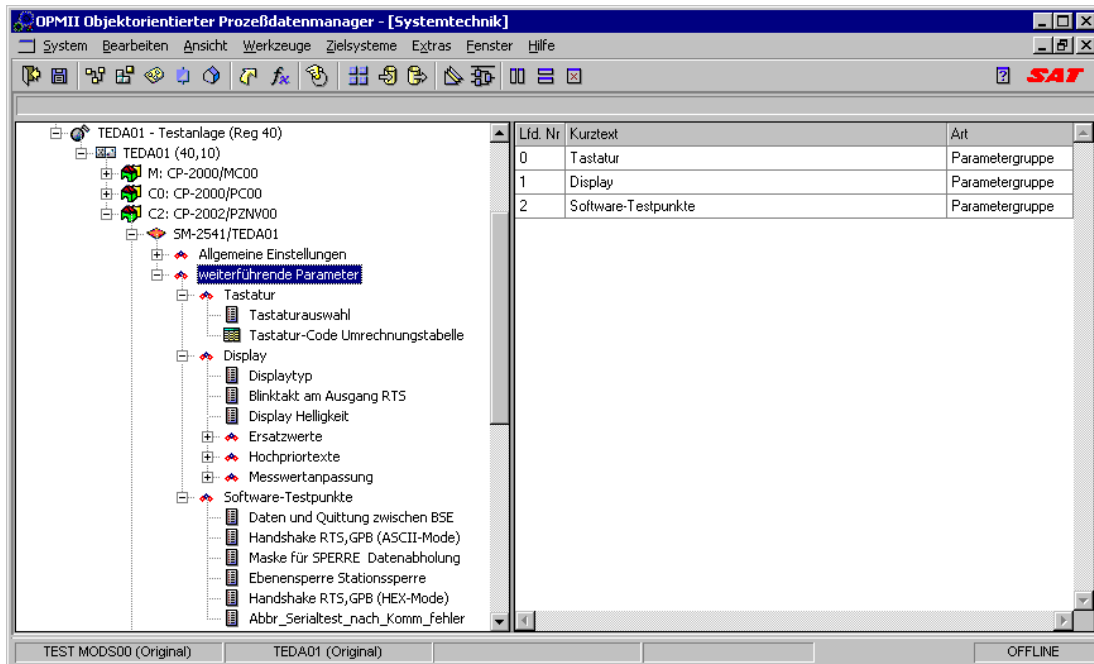 OPMII Objektorientierter Prozeßdatenmanager - [Systemtechnik]
System Bearbeiten Ansicht Werkzeuge Zielsysteme Extras Fenster Hilfe
SAT
TEDA01 - Testanlage (Reg 40)
TEDA01 (40,10)
M: CP-2000/MC00
C0: CP-2000/PC00
C2: CP-2002/PZNV00
SM-2541/TEDA01
Allgemeine Einstellungen
weiterführende Parameter
Tastatur
Tastaturauswahl
Tastatur-Code Umrechnungstabelle
Display
Displaytyp
Blinktakt am Ausgang RTS
Display Helligkeit
Ersatzwerte
Hochpriortexte
Messwertanpassung
Software-Testpunkte
Daten und Quittung zwischen BSE
Handshake RTS,GPB (ASCII-Mode)
Maske für SPERRE Datenabholung
Ebenensperre Stationssperre
Handshake RTS,GPB (HEX-Mode)
Abbr_Serialtest_nach_Komm_fehler
Lfd. Nr Kurztext Art
0 Tastatur Parametergruppe
1 Display Parametergruppe
2 Software-Testpunkte Parametergruppe
TEST MODS00 (Original) TEDA01 (Original) OFFLINE